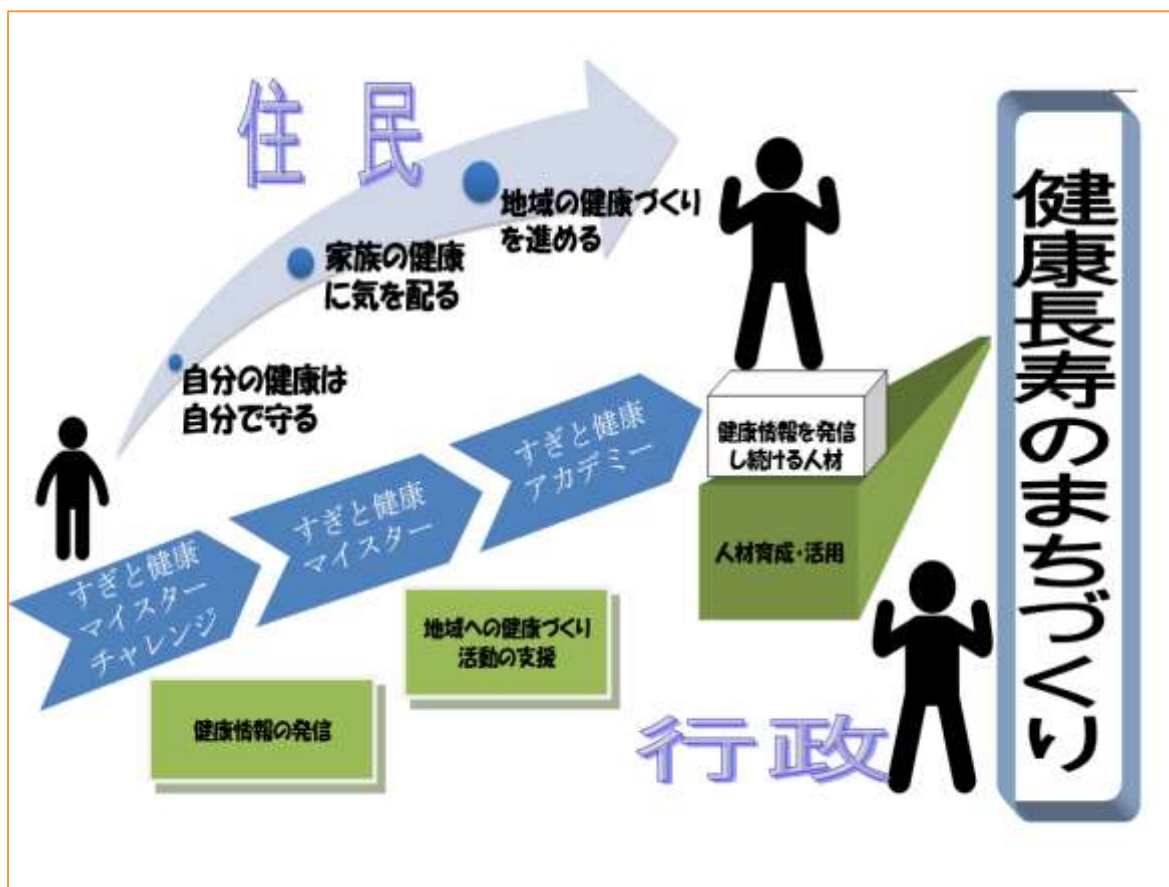 住民
地域の健康づくり
を進める
家族の健康
に気を配る
自分の健康は
自分で守る
すぎと健康
アカデミー
すぎと健康
マイスター
すぎと健康
マイスター
チャレンジ
健康情報を発信
し続ける人材
人材育成・活用
地域への健康づくり
活動の支援
健康情報の発信
行政
健康長寿のまちづくり